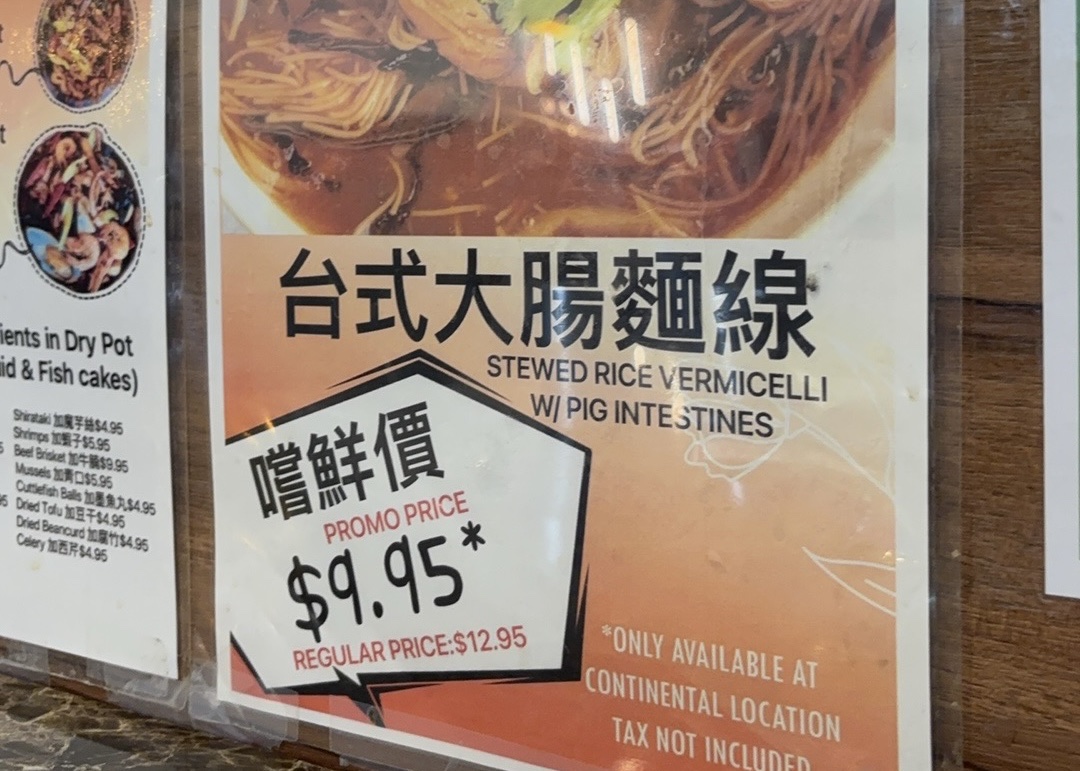 ients in Dry Pot
id & Fish cakes)
Shirataki 加魔芋絲$4.95
Shrimps 加蝦子$5.95
Beef Brisket 加牛腩$9.95
Mussels 加青口$5.95
Cuttlefish Balls 加墨魚丸$4.95
Dried Tofu 加豆干$4.95
Dried Beancurd 加腐竹$4.95
Celery 加西芹$4.95
台式大腸麵線
STEWED RICE VERMICELLI
W/ PIG INTESTINES
嚐鮮價
PROMO PRICE
$9.95*
REGULAR PRICE:$12.95
*ONLY AVAILABLE AT
CONTINENTAL LOCATION
TAX NOT INCLUDED